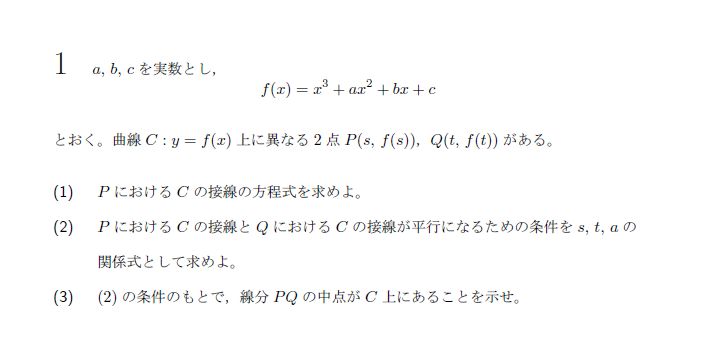 1 a, b, c を実数とし，
f(x) = x³ + ax² + bx + c
とおく。曲線 C : y = f(x) 上に異なる 2 点 P(s, f(s))，Q(t, f(t)) がある。
(1) P における C の接線の方程式を求めよ。
(2) P における C の接線と Q における C の接線が平行になるための条件を s, t, a の
関係式として求めよ。
(3) (2) の条件のもとで，線分 PQ の中点が C 上にあることを示せ。